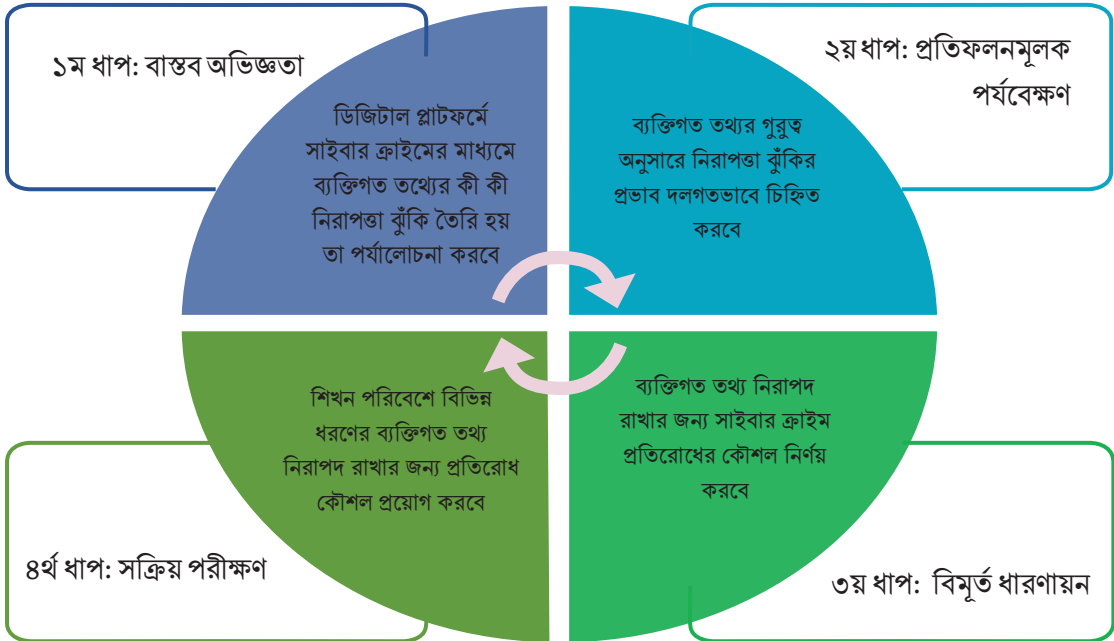 ১ম ধাপ: বাস্তব অভিজ্ঞতা
ডিজিটাল প্লাটফর্মে
সাইবার ক্রাইমের মাধ্যমে
ব্যক্তিগত তথ্যের কী কী
নিরাপত্তা ঝুঁকি তৈরি হয়
তা পর্যালোচনা করবে
২য় ধাপ: প্রতিফলনমূলক
পর্যবেক্ষণ
ব্যক্তিগত তথ্যর গুরুত্ব
অনুসারে নিরাপত্তা ঝুঁকির
প্রভাব দলগতভাবে চিহ্নিত
করবে
ব্যক্তিগত তথ্য নিরাপদ
রাখার জন্য সাইবার ক্রাইম
প্রতিরোধের কৌশল নির্ণয়
করবে
৩য় ধাপ: বিমূর্ত ধারণায়ন
শিখন পরিবেশে বিভিন্ন
ধরণের ব্যক্তিগত তথ্য
নিরাপদ রাখার জন্য প্রতিরোধ
কৌশল প্রয়োগ করবে
৪র্থ ধাপ: সক্রিয় পরীক্ষণ